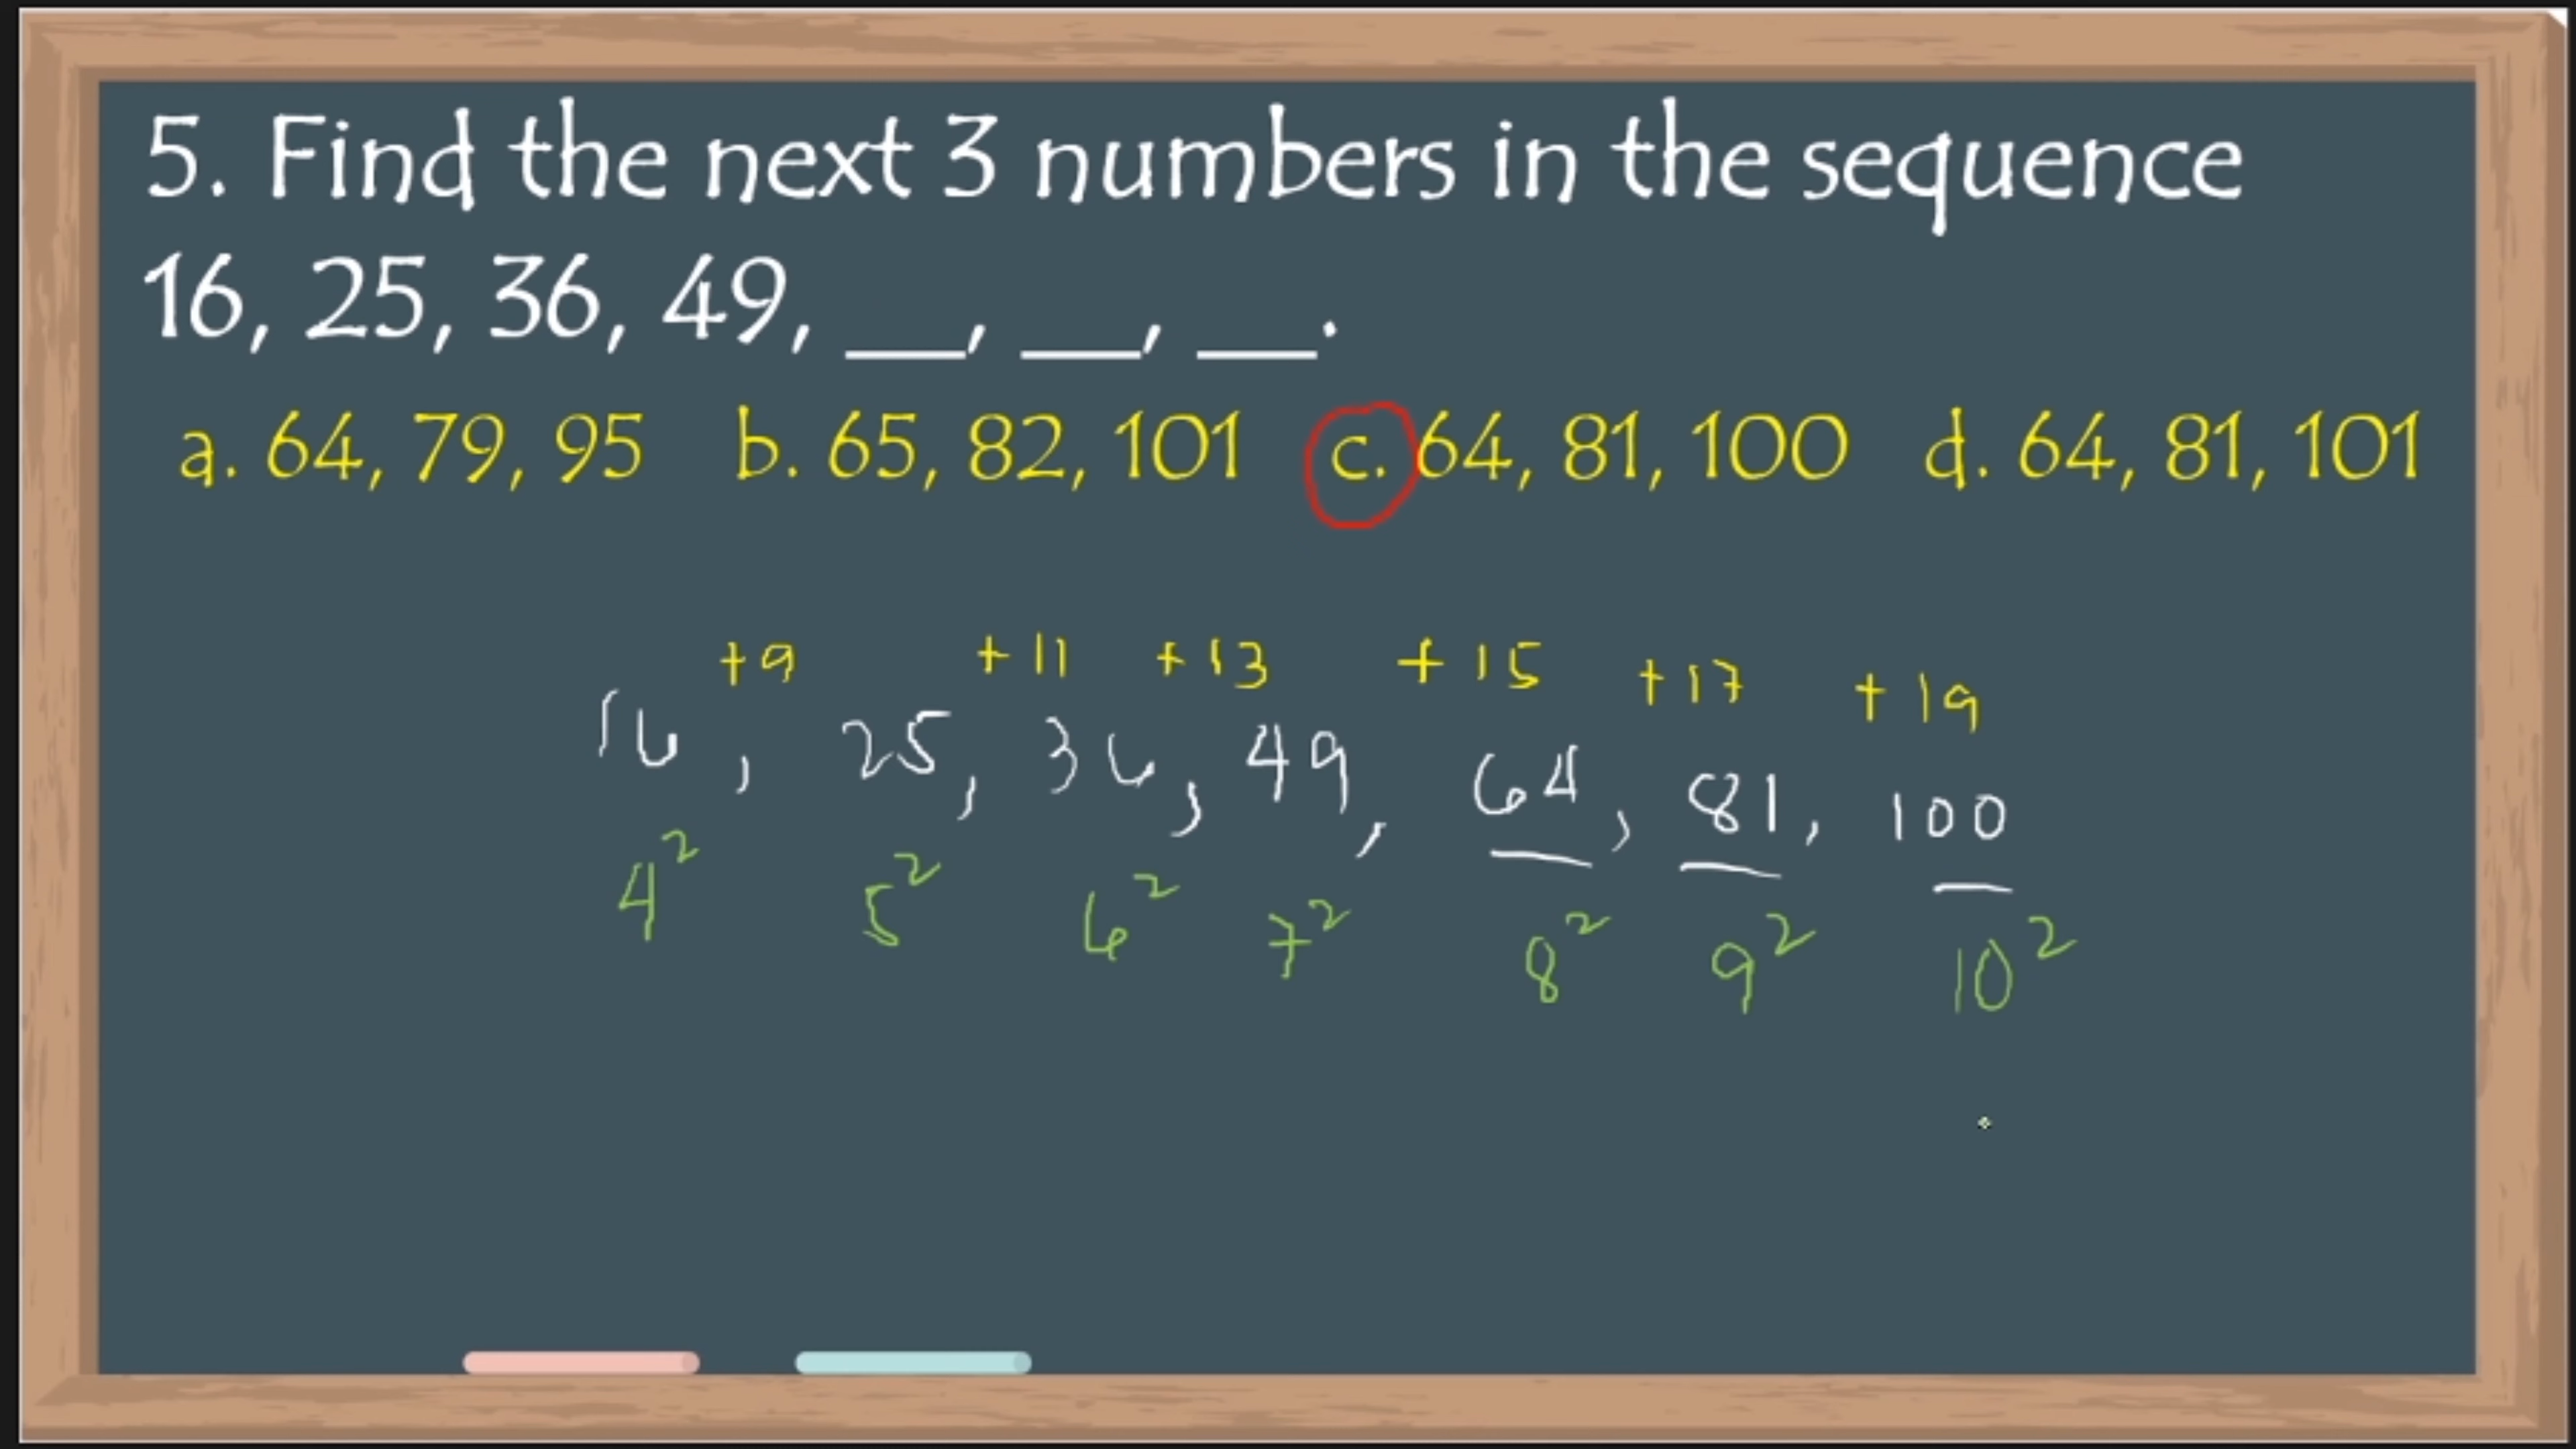 5. Find the next 3 numbers in the sequence
16, 25, 36, 49, __, __, __.
a. 64, 79, 95 b. 65, 82, 101 c. 64, 81, 100 d. 64, 81, 101
+9 +11 +13 +15 +17 +19
16, 25, 36, 49, 64, 81, 100
4² 5² 6² 7² 8² 9² 10²